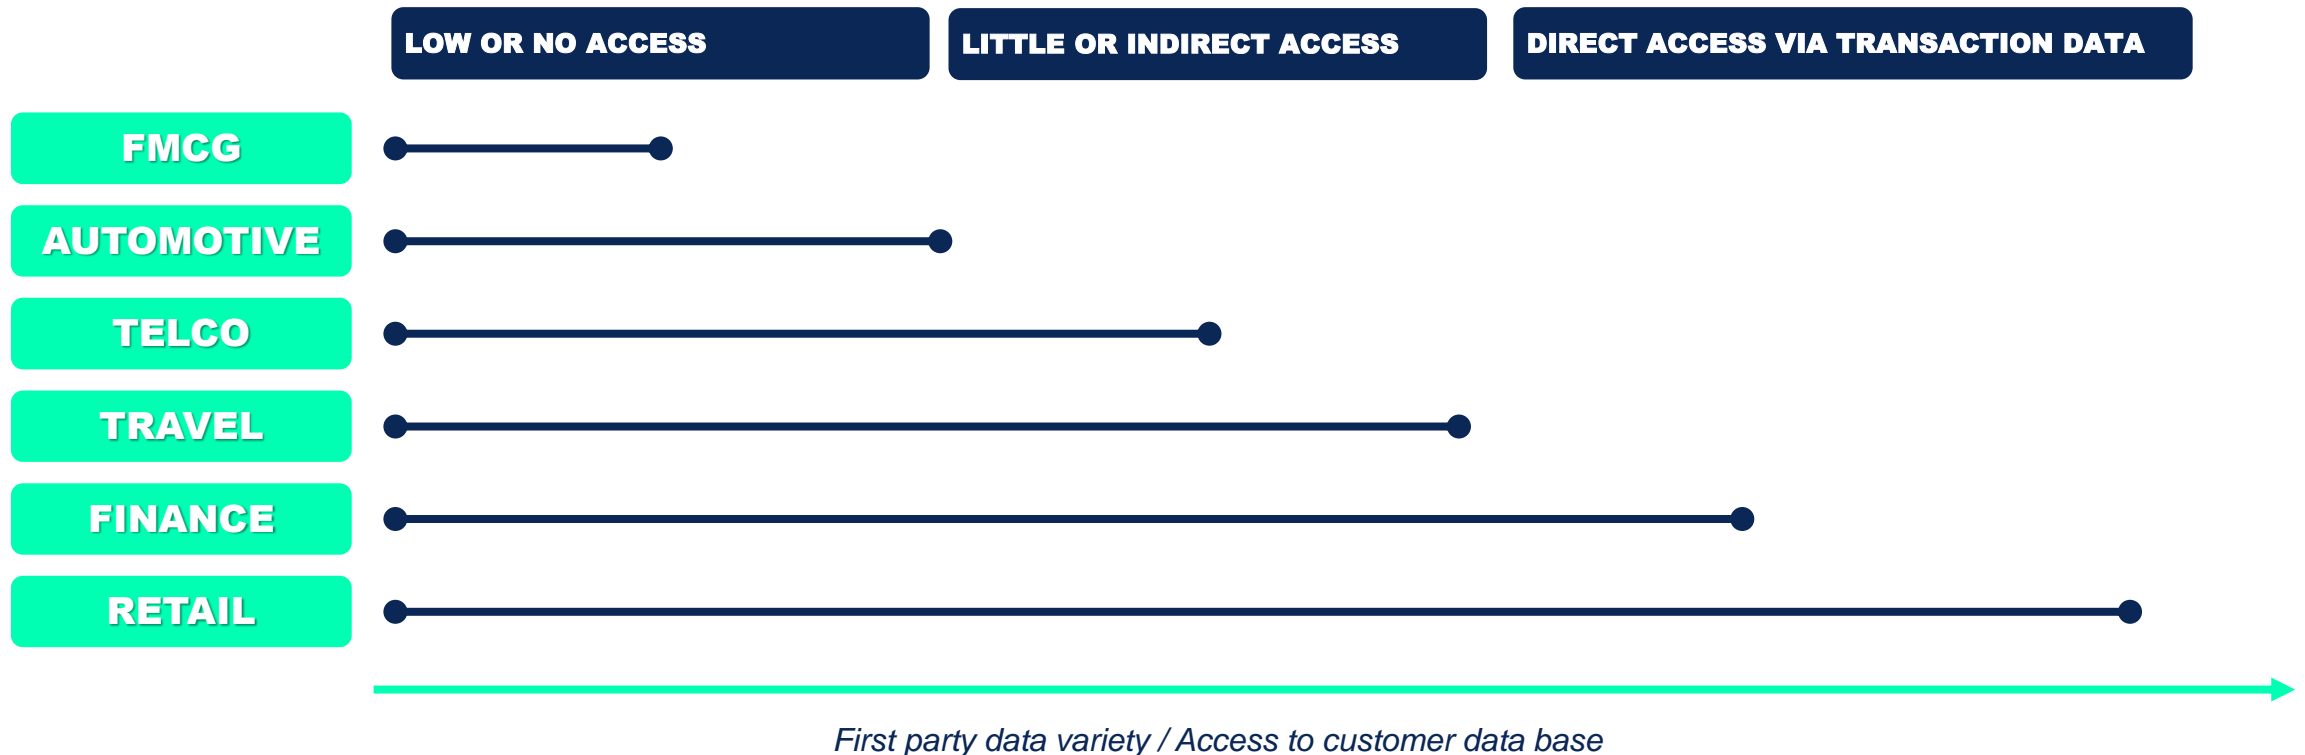 LOW OR NO ACCESS
LITTLE OR INDIRECT ACCESS
DIRECT ACCESS VIA TRANSACTION DATA
FMCG
AUTOMOTIVE
TELCO
TRAVEL
FINANCE
RETAIL
First party data variety / Access to customer data base